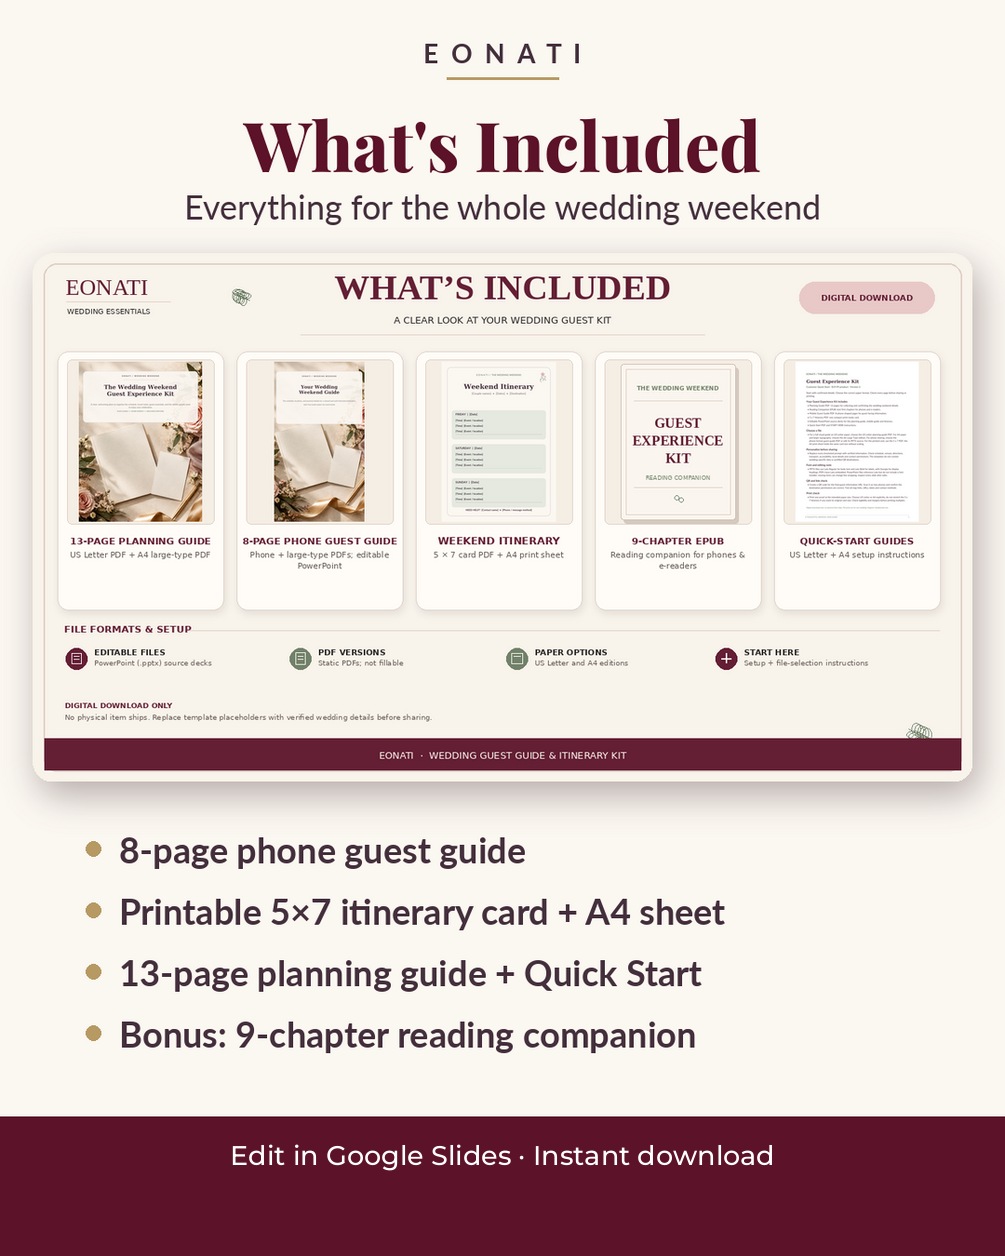 EONATI
What's Included
Everything for the whole wedding weekend
EONATI
WEDDING ESSENTIALS
WHAT’S INCLUDED
A CLEAR LOOK AT YOUR WEDDING GUEST KIT
DIGITAL DOWNLOAD
The Wedding Weekend
Guest Experience Kit
Your Wedding
Weekend Guide
Weekend Itinerary
THE WEDDING WEEKEND
GUEST
EXPERIENCE
KIT
READING COMPANION
Guest Experience Kit
13-PAGE PLANNING GUIDE
US Letter PDF + A4 large-type PDF
8-PAGE PHONE GUEST GUIDE
Phone + large-type PDFs; editable
PowerPoint
WEEKEND ITINERARY
5 × 7 card PDF + A4 print sheet
9-CHAPTER EPUB
Reading companion for phones &
e-readers
QUICK-START GUIDES
US Letter + A4 setup instructions
FILE FORMATS & SETUP
EDITABLE FILES
PowerPoint (.pptx) source decks
PDF VERSIONS
Static PDFs; not fillable
PAPER OPTIONS
US Letter and A4 editions
START HERE
Setup + file-selection instructions
DIGITAL DOWNLOAD ONLY
No physical item ships. Replace template placeholders with verified wedding details before sharing.
EONATI · WEDDING GUEST GUIDE & ITINERARY KIT
8-page phone guest guide
Printable 5×7 itinerary card + A4 sheet
13-page planning guide + Quick Start
Bonus: 9-chapter reading companion
Edit in Google Slides · Instant download